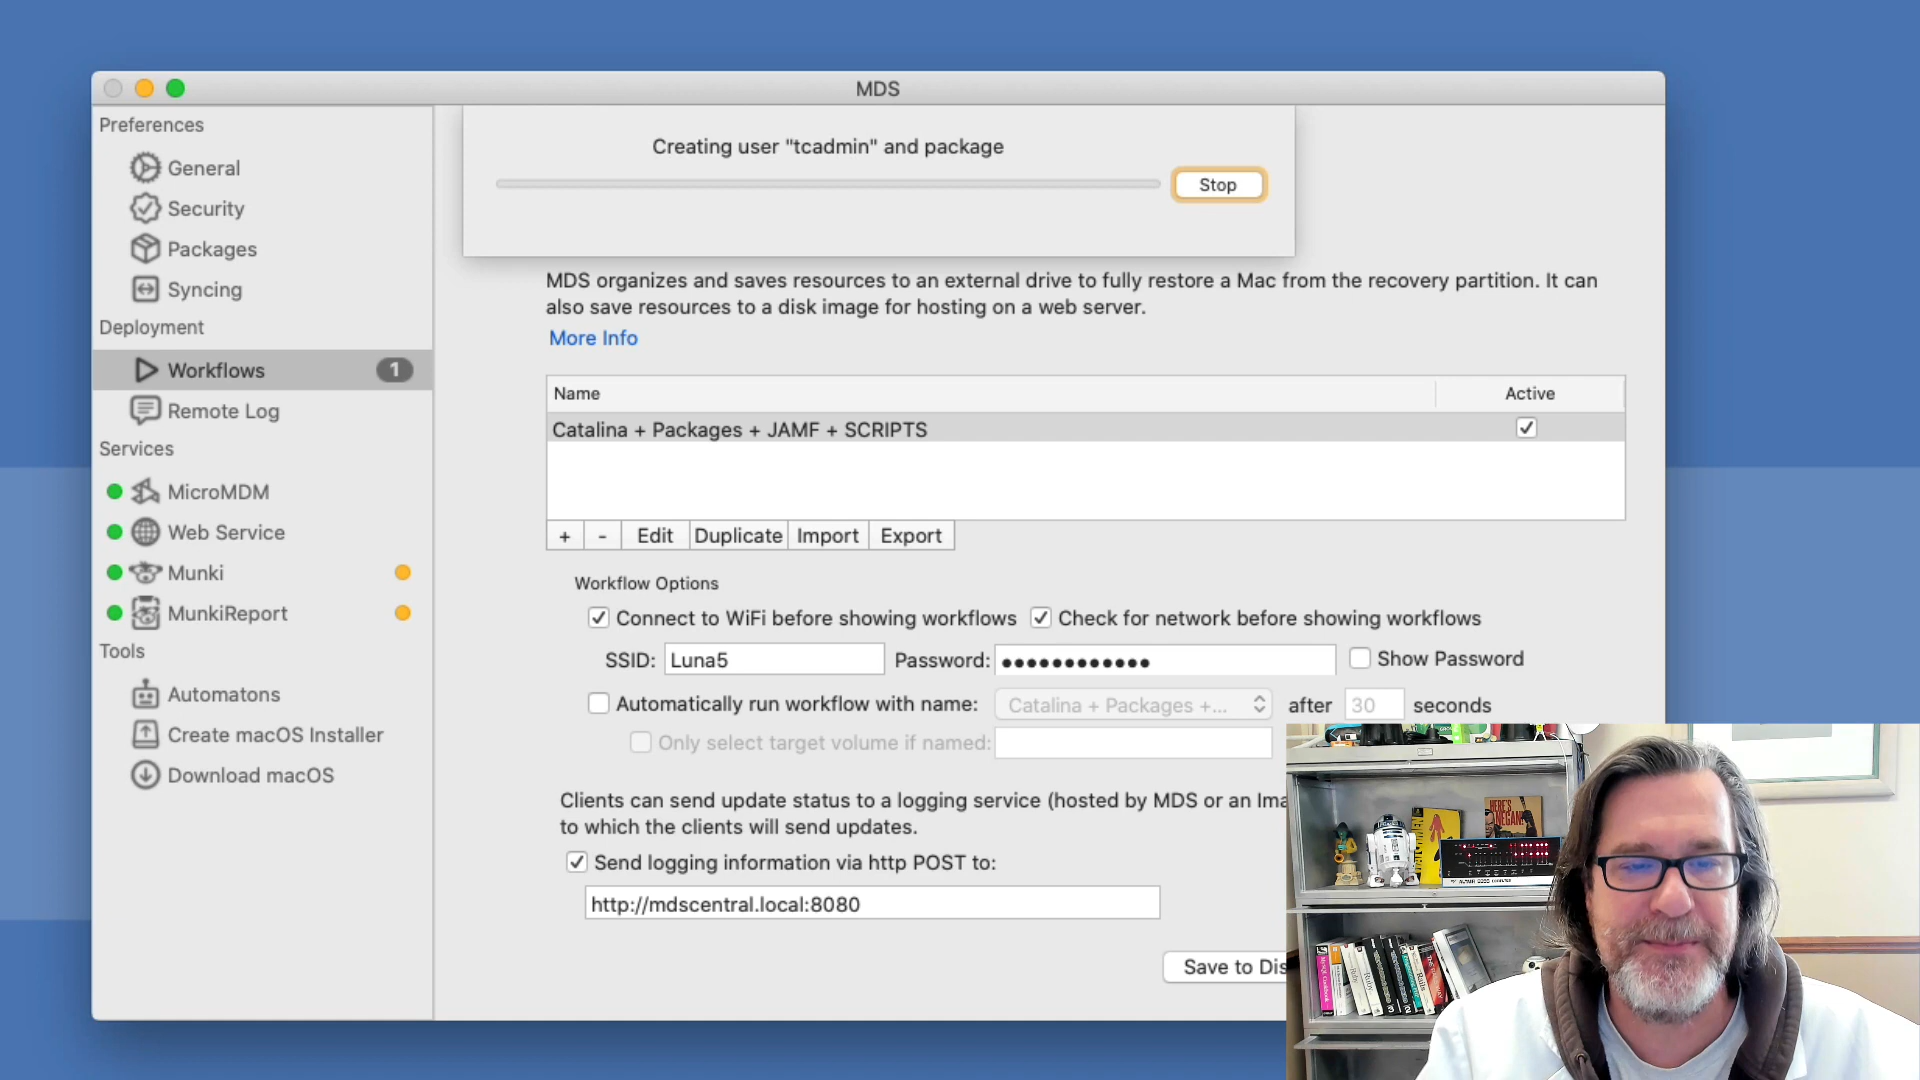 MDS
Preferences
General
Security
Packages
Syncing
Deployment
Workflows 1
Remote Log
Services
MicroMDM
Web Service
Munki
MunkiReport
Tools
Automatons
Create macOS Installer
Download macOS
Creating user "tcadmin" and package
Stop
MDS organizes and saves resources to an external drive to fully restore a Mac from the recovery partition. It can
also save resources to a disk image for hosting on a web server.
More Info
Name Active
Catalina + Packages + JAMF + SCRIPTS
+ - Edit Duplicate Import Export
Workflow Options
Connect to WiFi before showing workflows Check for network before showing workflows
SSID: Luna5 Password: •••••••••••• Show Password
Automatically run workflow with name: Catalina + Packages +... after 30 seconds
Only select target volume if named:
Clients can send update status to a logging service (hosted by MDS or an Ima
to which the clients will send updates.
Send logging information via http POST to:
http://mdscentral.local:8080
Save to Dis
HERE'S
NEGAN!
Ruby
Ruby
Rails